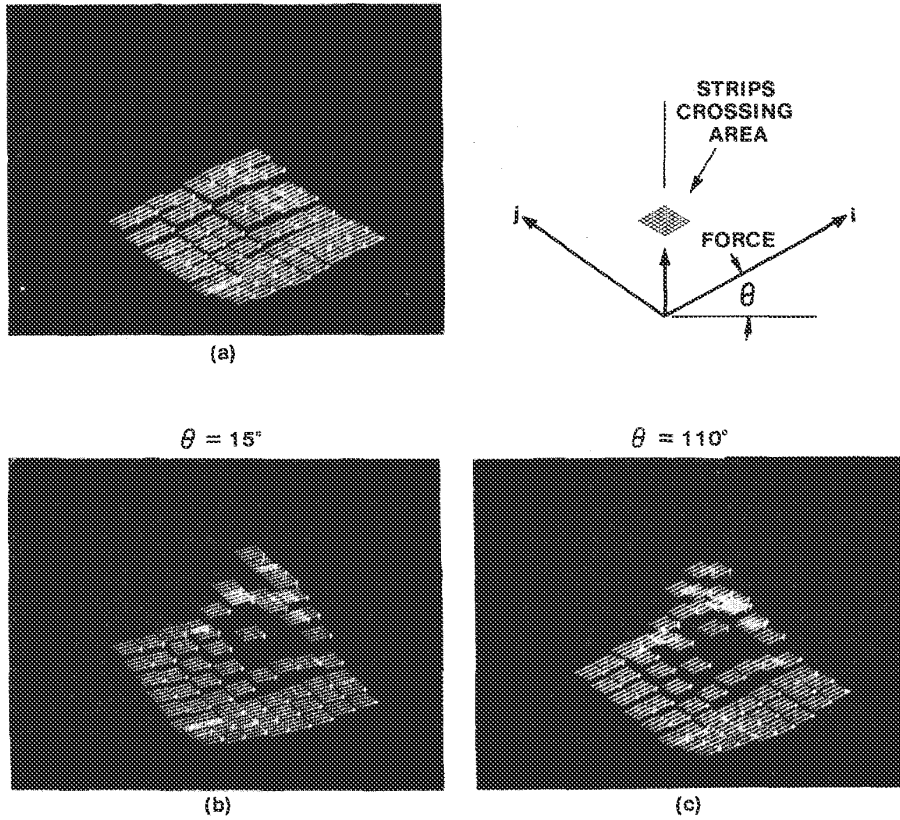 STRIPS
CROSSING
AREA
j
i
FORCE
θ
(a)
θ = 15°
θ = 110°
(b)
(c)